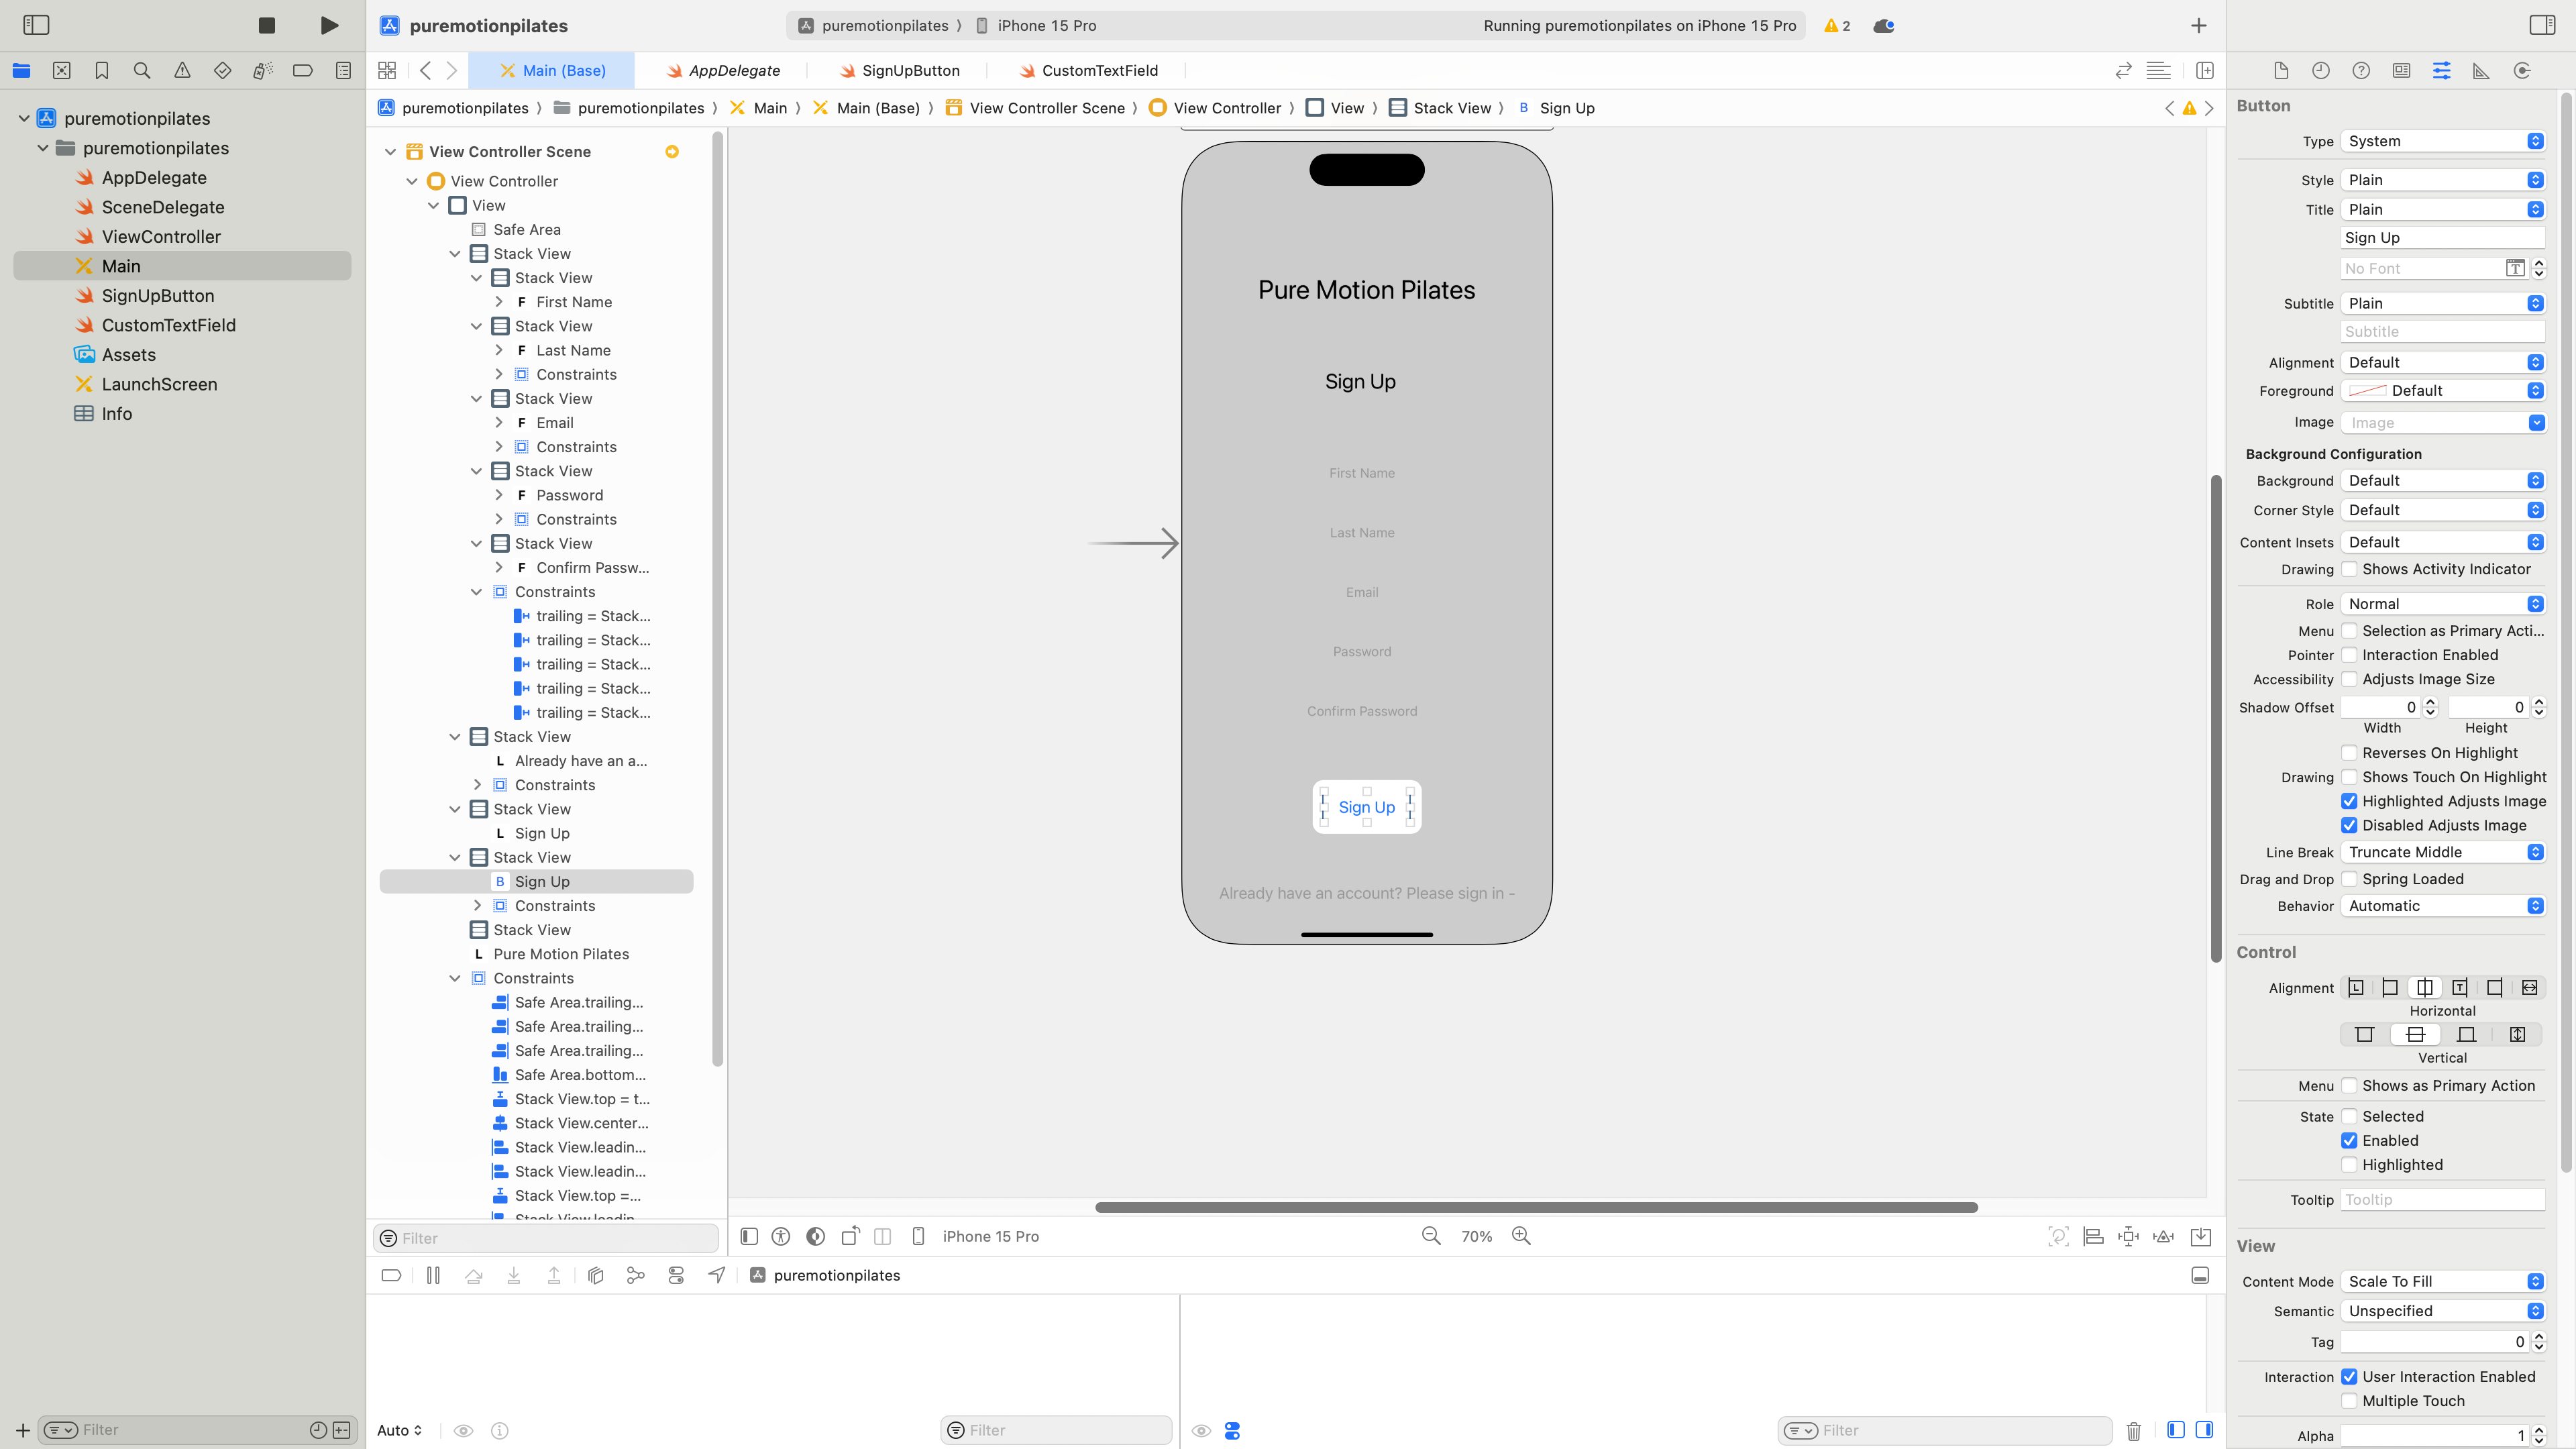 puremotionpilates
puremotionpilates 〉 iPhone 15 Pro
Running puremotionpilates on iPhone 15 Pro
2
Main (Base)
AppDelegate
SignUpButton
CustomTextField
puremotionpilates 〉 puremotionpilates 〉 Main 〉 Main (Base) 〉 View Controller Scene 〉 View Controller 〉 View 〉 Stack View 〉 B Sign Up
puremotionpilates
puremotionpilates
AppDelegate
SceneDelegate
ViewController
Main
SignUpButton
CustomTextField
Assets
LaunchScreen
Info
Filter
View Controller Scene
View Controller
View
Safe Area
Stack View
Stack View
F First Name
Stack View
F Last Name
Constraints
Stack View
F Email
Constraints
Stack View
F Password
Constraints
Stack View
F Confirm Passw...
Constraints
trailing = Stack...
trailing = Stack...
trailing = Stack...
trailing = Stack...
trailing = Stack...
Stack View
L Already have an a...
Constraints
Stack View
L Sign Up
Stack View
B Sign Up
Constraints
Stack View
L Pure Motion Pilates
Constraints
Safe Area.trailing...
Safe Area.trailing...
Safe Area.trailing...
Safe Area.bottom...
Stack View.top = t...
Stack View.center...
Stack View.leadin...
Stack View.leadin...
Stack View.top =...
Stack View.leadin
Filter
Pure Motion Pilates
Sign Up
First Name
Last Name
Email
Password
Confirm Password
Sign Up
Already have an account? Please sign in -
iPhone 15 Pro
70%
puremotionpilates
Auto
Filter
Filter
Button
Type System
Style Plain
Title Plain
Sign Up
No Font T
Subtitle Plain
Subtitle
Alignment Default
Foreground Default
Image Image
Background Configuration
Background Default
Corner Style Default
Content Insets Default
Drawing Shows Activity Indicator
Role Normal
Menu Selection as Primary Acti...
Pointer Interaction Enabled
Accessibility Adjusts Image Size
Shadow Offset 0 0
Width Height
Reverses On Highlight
Drawing Shows Touch On Highlight
Highlighted Adjusts Image
Disabled Adjusts Image
Line Break Truncate Middle
Drag and Drop Spring Loaded
Behavior Automatic
Control
Alignment L T
Horizontal
Vertical
Menu Shows as Primary Action
State Selected
Enabled
Highlighted
Tooltip Tooltip
View
Content Mode Scale To Fill
Semantic Unspecified
Tag 0
Interaction User Interaction Enabled
Multiple Touch
Alpha 1